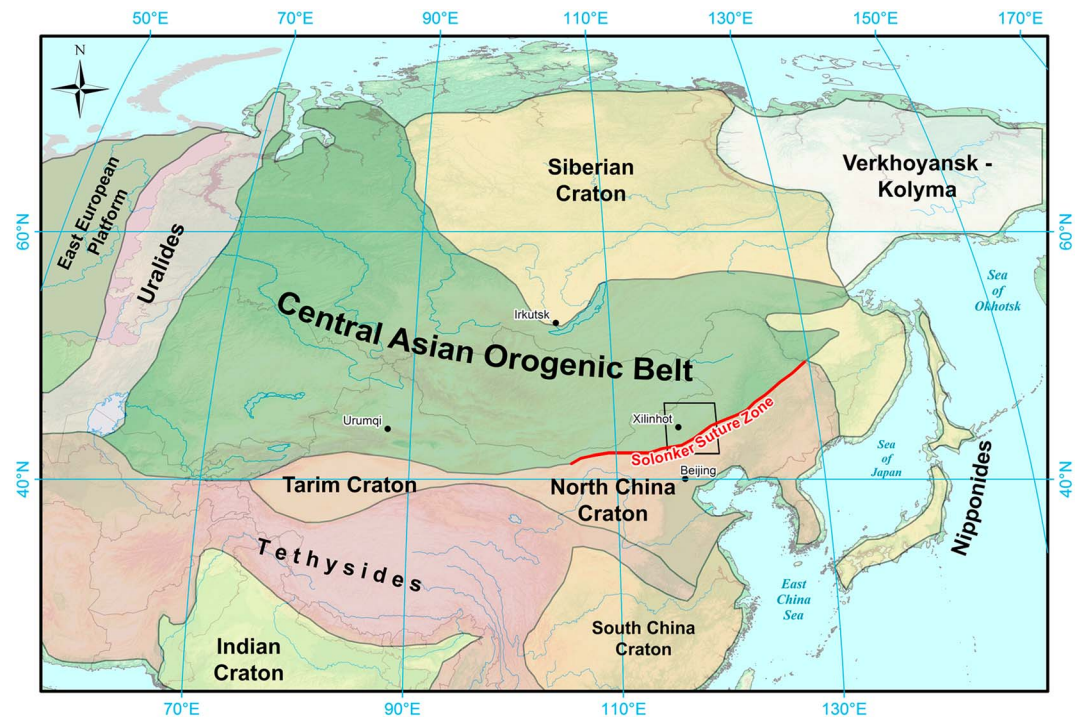 50°E
70°E
90°E
110°E
130°E
150°E
170°E
N
Siberian
Craton
Verkhoyansk -
Kolyma
East European
Platform
Uralides
60°N
60°N
Sea
of
Okhotsk
Irkutsk
Central Asian Orogenic Belt
Urumqi
Xilinhot
Solonker Suture Zone
Sea
of
Japan
Beijing
40°N
40°N
Tarim Craton
North China
Craton
Nipponides
Tethysides
East
China
Sea
South China
Craton
Indian
Craton
70°E
90°E
110°E
130°E